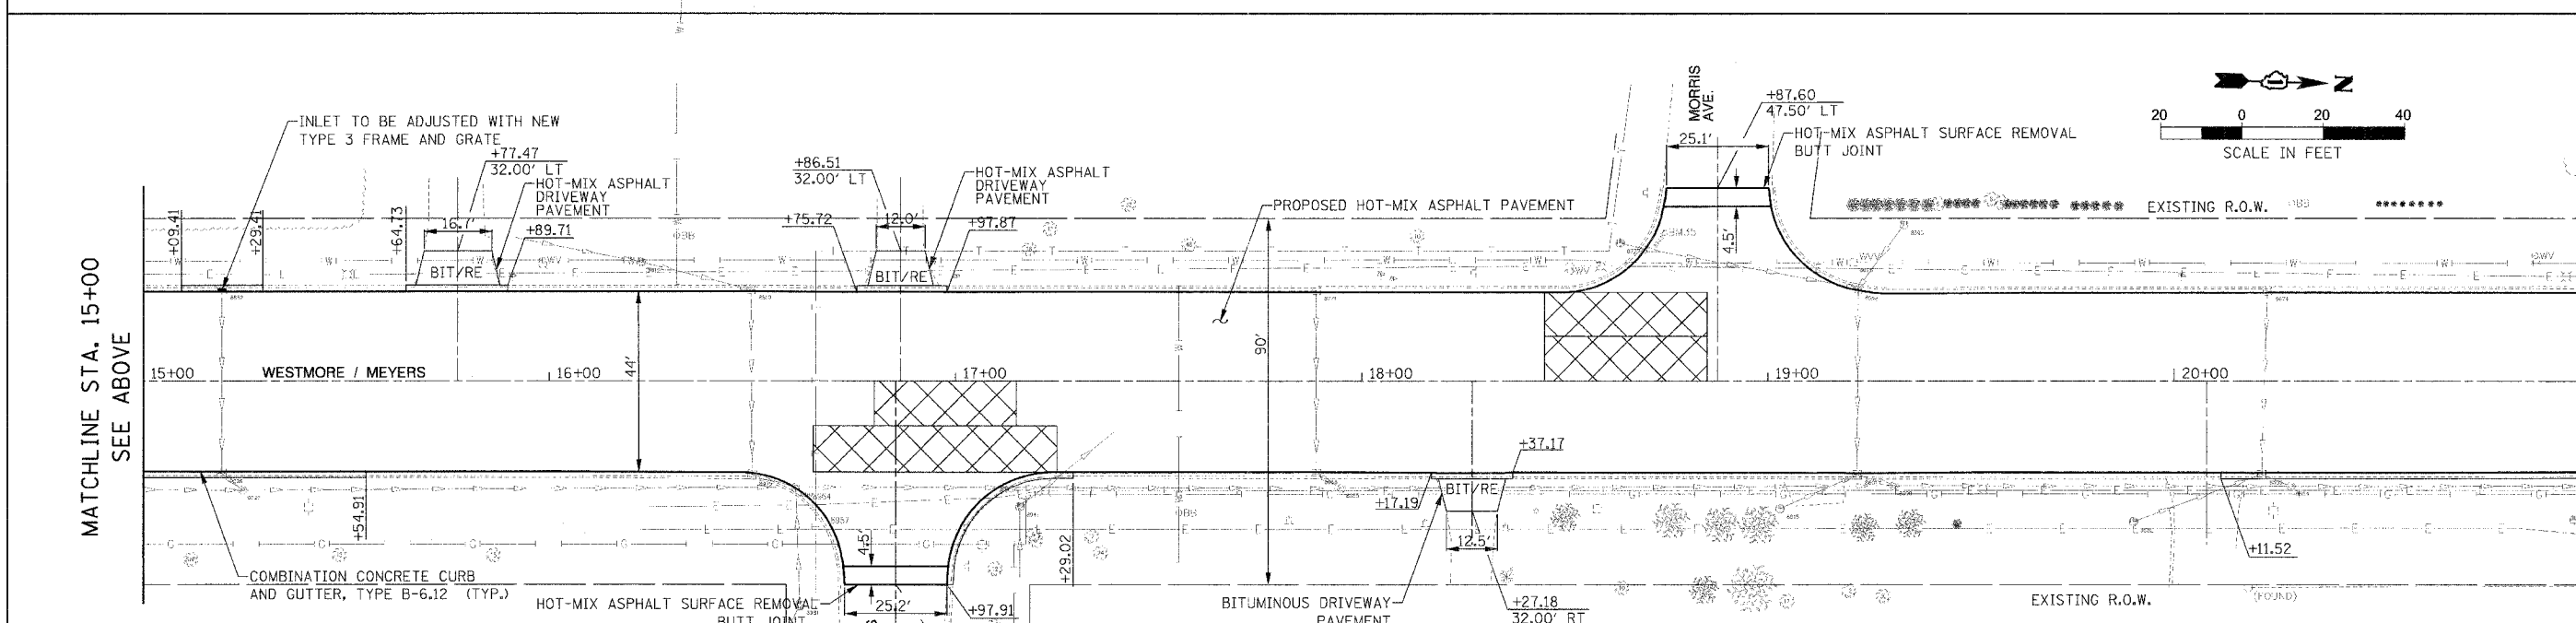 INLET TO BE ADJUSTED WITH NEW
TYPE 3 FRAME AND GRATE
+77.47
32.00' LT
HOT-MIX ASPHALT
DRIVEWAY
PAVEMENT
+09.41
+29.41
+64.73
16.7'
+89.71
BIT/RE
+86.51
32.00' LT
HOT-MIX ASPHALT
DRIVEWAY
PAVEMENT
+75.72
12.0'
+97.87
BIT/RE
PROPOSED HOT-MIX ASPHALT PAVEMENT
MORRIS
AVE.
25.1'
+87.60
47.50' LT
HOT-MIX ASPHALT SURFACE REMOVAL
BUTT JOINT
4.5'
N
20 0 20 40
SCALE IN FEET
EXISTING R.O.W.
MATCHLINE STA. 15+00
SEE ABOVE
15+00
WESTMORE / MEYERS
16+00
44'
17+00
90'
18+00
19+00
20+00
+54.91
COMBINATION CONCRETE CURB
AND GUTTER, TYPE B-6.12 (TYP.)
4.5'
+29.02
HOT-MIX ASPHALT SURFACE REMOVAL
BUTT JOINT
25.2'
+97.91
+37.17
+17.19
BIT/RE
12.5'
BITUMINOUS DRIVEWAY
PAVEMENT
+27.18
32.00' RT
+11.52
EXISTING R.O.W.
(FOUND)